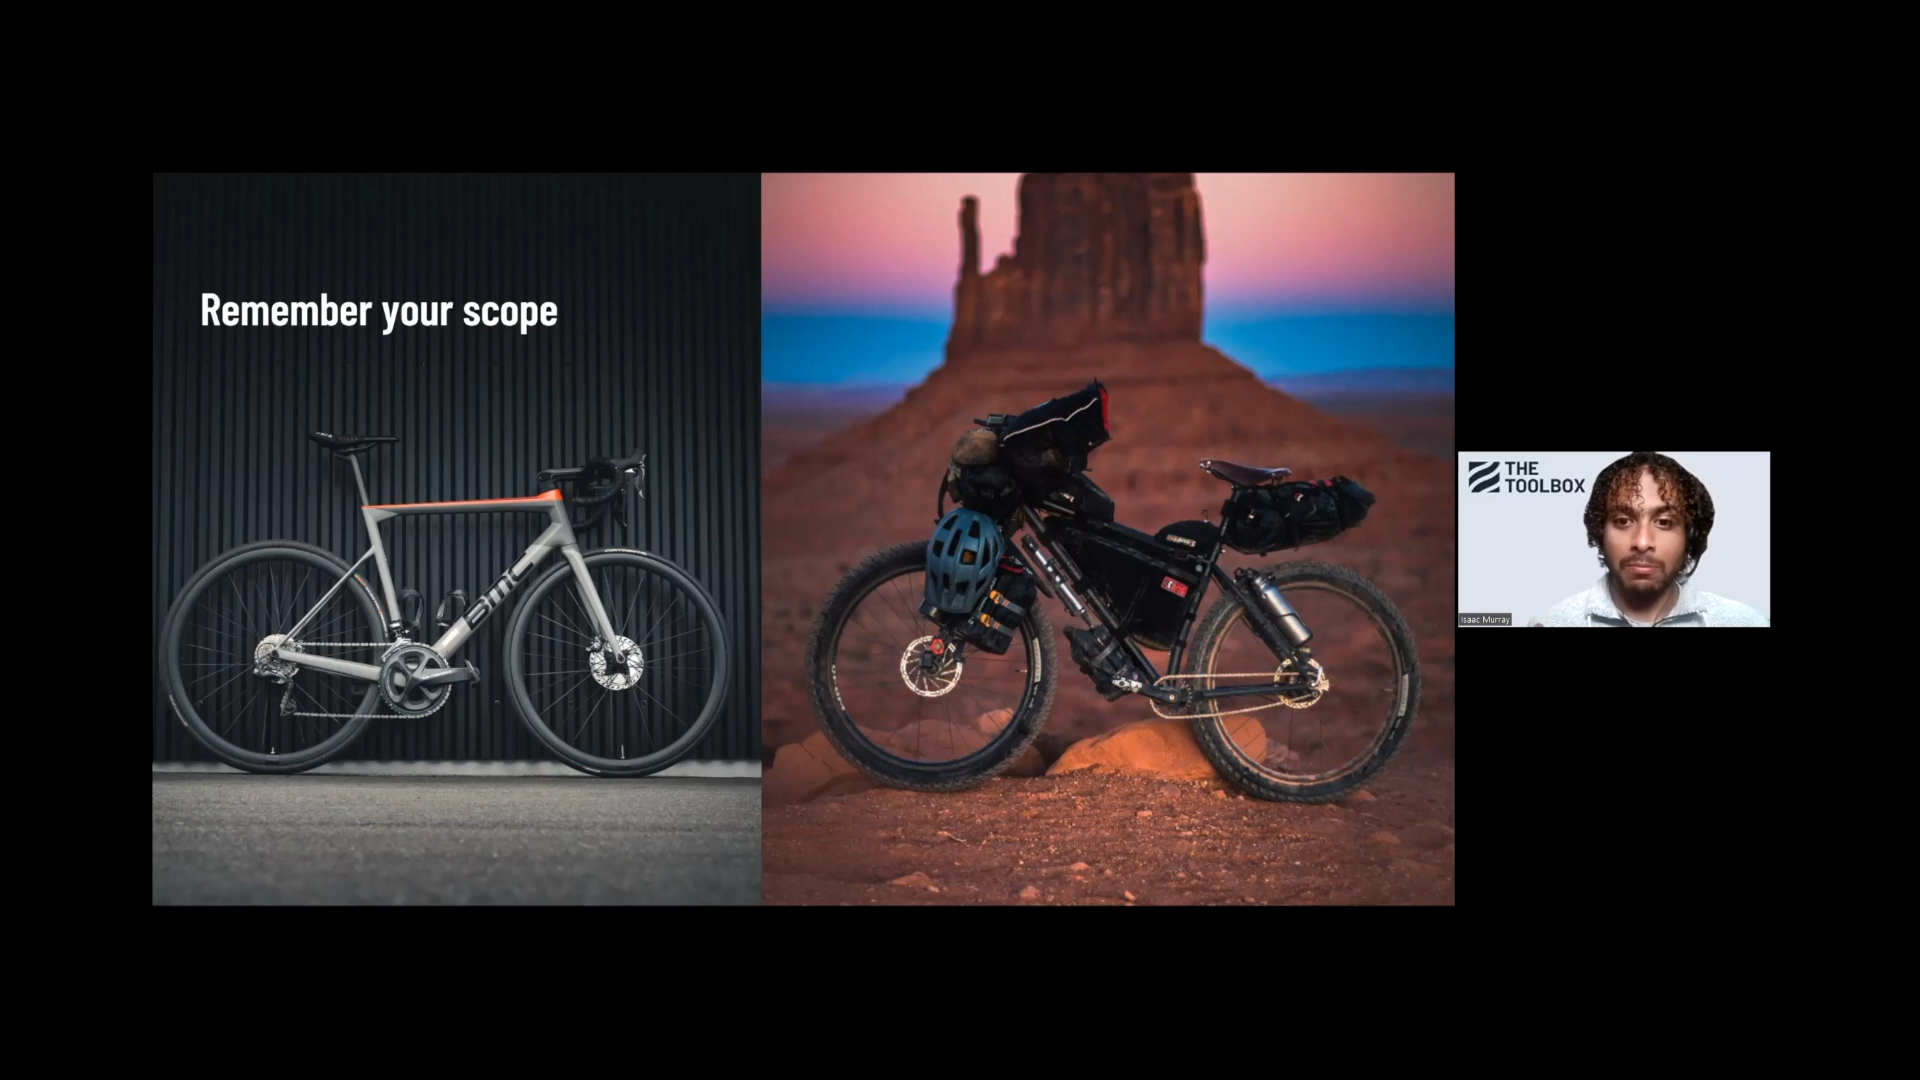 Remember your scope
BMC
THE
TOOLBOX
Isaac Murray